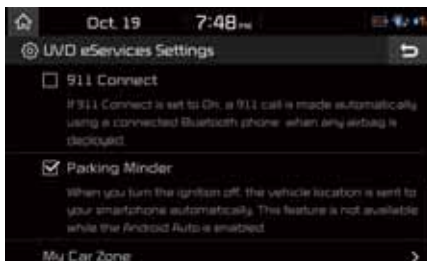 Oct. 19 7:48 PM
UVO eServices Settings
911 Connect
If 911 Connect is set to On, a 911 call is made automatically
using a connected Bluetooth phone when any airbag is
deployed.
Parking Minder
When you turn the ignition off, the vehicle location is sent to
your smartphone automatically. This feature is not available
while the Android Auto is enabled.
My Car Zone